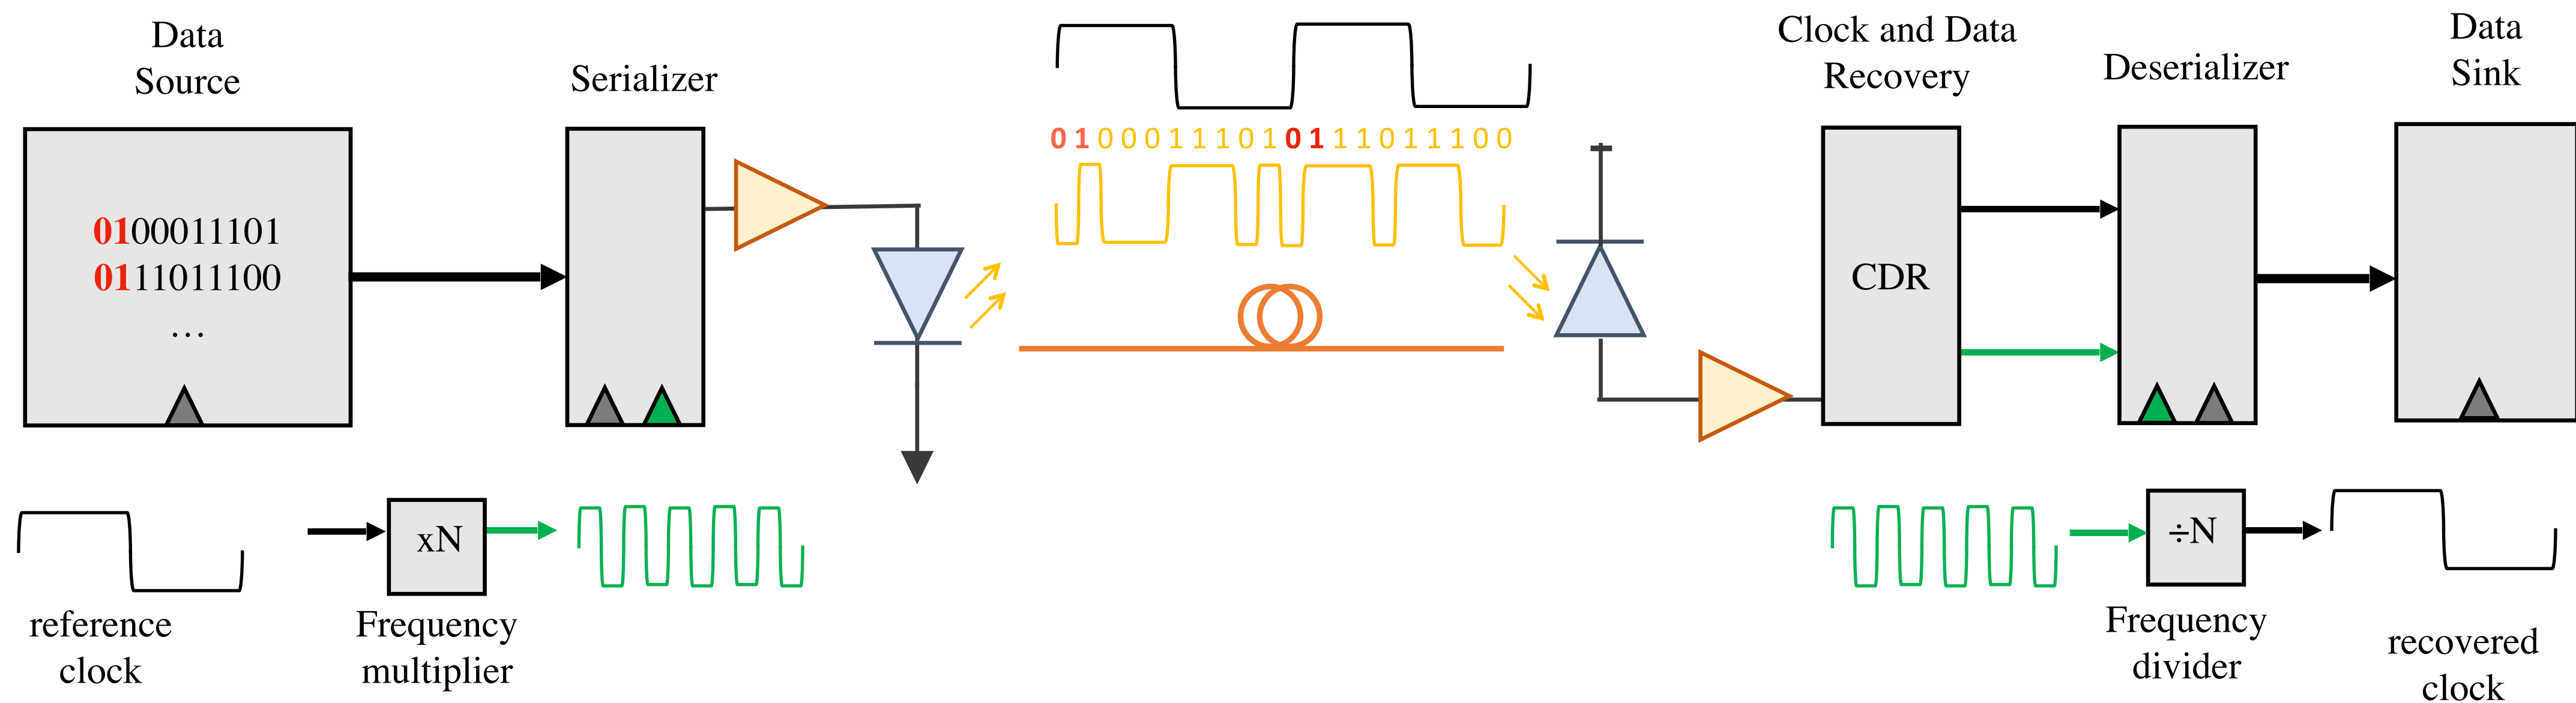 Data
Source
Serializer
Clock and Data
Recovery
Deserializer
Data
Sink
0 1 0 0 0 1 1 1 0 1 0 1 1 1 0 1 1 1 0 0
0100011101
0111011100
...
CDR
xN
÷N
reference
clock
Frequency
multiplier
Frequency
divider
recovered
clock